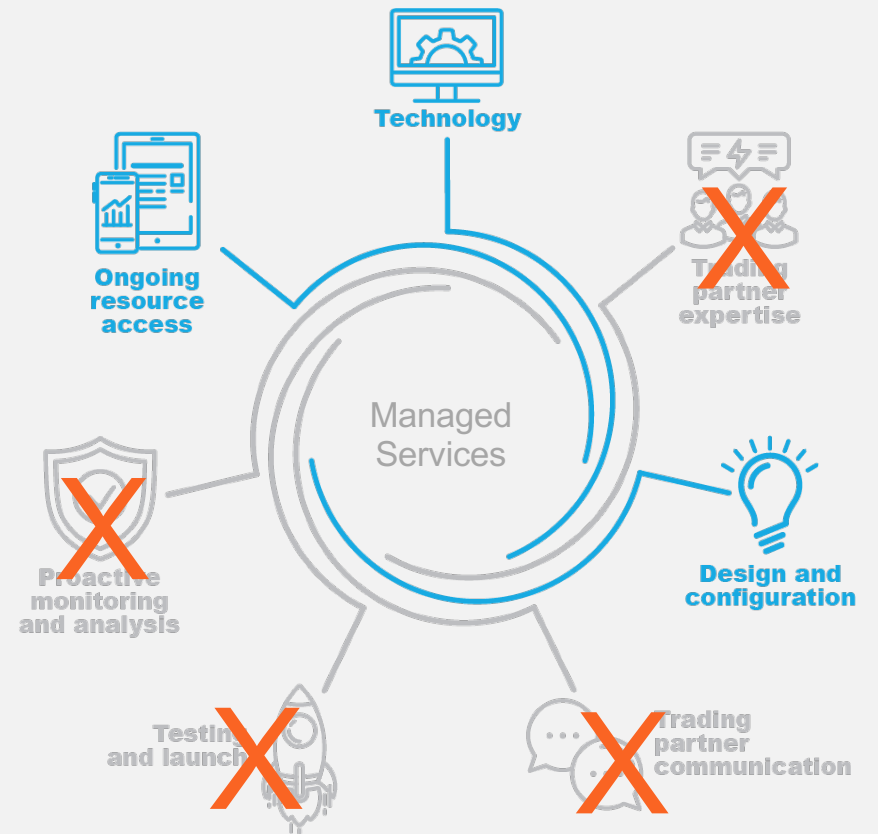 Technology
Trading
partner
expertise
Ongoing
resource
access
Managed
Services
Design and
configuration
Proactive
monitoring
and analysis
Testing
and launch
Trading
partner
communication